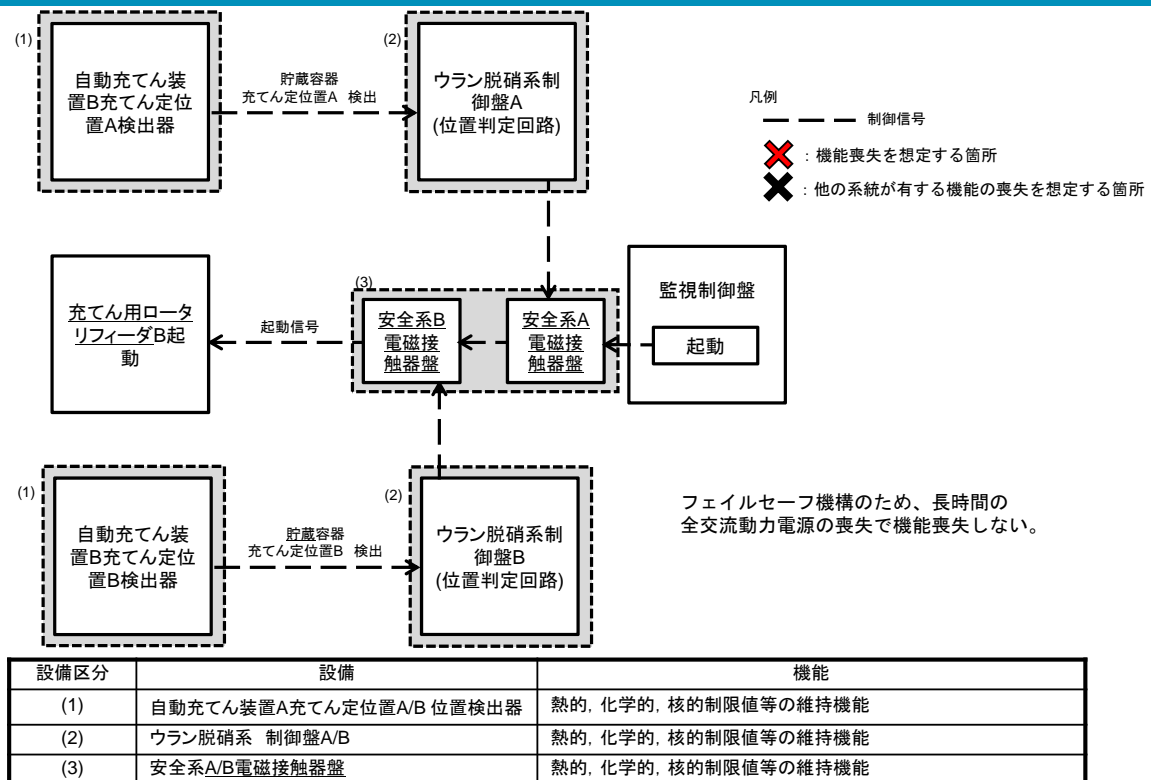 (1)
自動充てん装
置B充てん定位
置A検出器
貯蔵容器
充てん定位置A 検出
(2)
ウラン脱硝系制
御盤A
(位置判定回路)
凡例
制御信号
：機能喪失を想定する箇所
：他の系統が有する機能の喪失を想定する箇所
充てん用ロータ
リフィーダB起
動
起動信号
(3)
安全系B
電磁接
触器盤
安全系A
電磁接
触器盤
監視制御盤
起動
(1)
自動充てん装
置B充てん定位
置B検出器
貯蔵容器
充てん定位置B 検出
(2)
ウラン脱硝系制
御盤B
(位置判定回路)
フェイルセーフ機構のため、長時間の
全交流動力電源の喪失で機能喪失しない。
設備区分 設備 機能
(1) 自動充てん装置A充てん定位置A/B 位置検出器 熱的，化学的，核的制限値等の維持機能
(2) ウラン脱硝系 制御盤A/B 熱的，化学的，核的制限値等の維持機能
(3) 安全系A/B電磁接触器盤 熱的，化学的，核的制限値等の維持機能